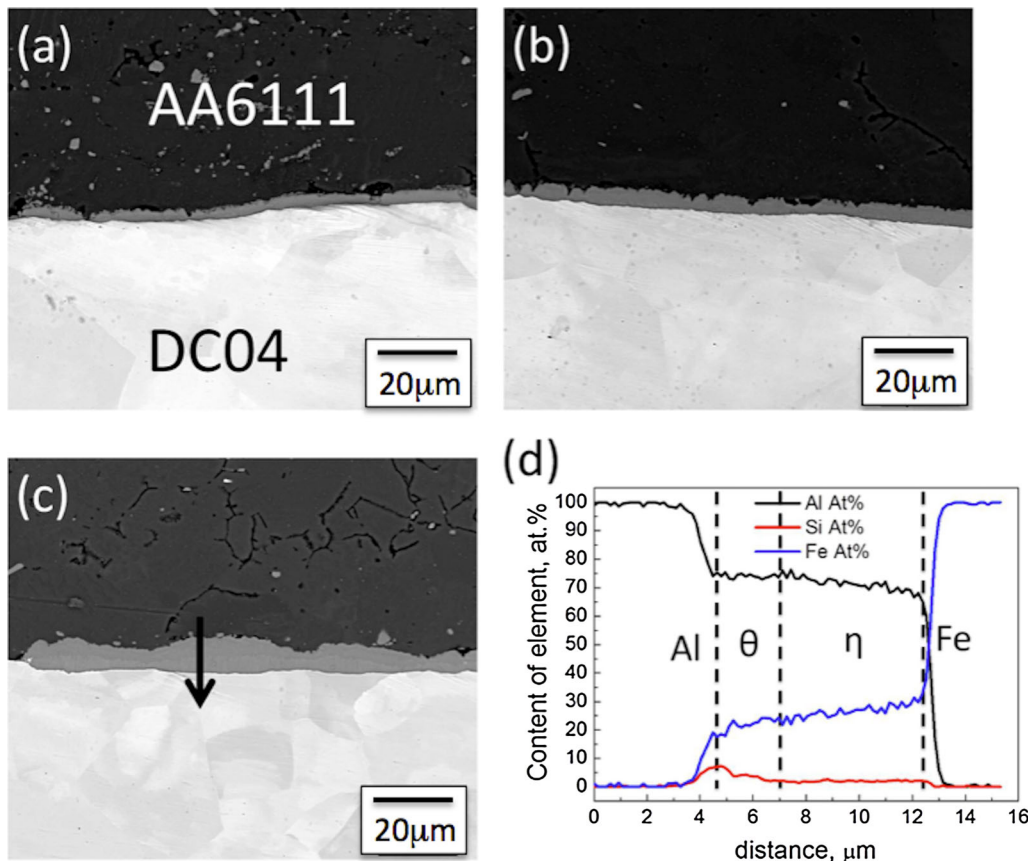 (a)
AA6111
DC04
20μm
(b)
20μm
(c)
20μm
(d)
Content of element, at.%
100
90
80
70
60
50
40
30
20
10
0
Al At%
Si At%
Fe At%
Al
θ
η
Fe
0 2 4 6 8 10 12 14 16
distance, μm